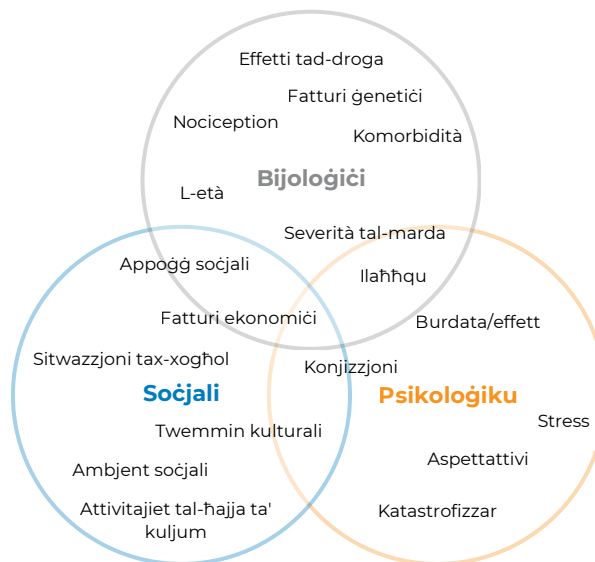 Effetti tad-droga
Fatturi ġenetiċi
Nociception
Komorbidità
Bijoloġiċi
L-età
Severità tal-marda
Appoġġ soċjali
Ilaħħqu
Fatturi ekonomiċi
Burdata/effett
Sitwazzjoni tax-xogħol
Konjizzjoni
Soċjali
Psikoloġiku
Stress
Twemmin kulturali
Aspettattivi
Ambjent soċjali
Attivitajiet tal-ħajja ta'
kuljum
Katastrofizzar